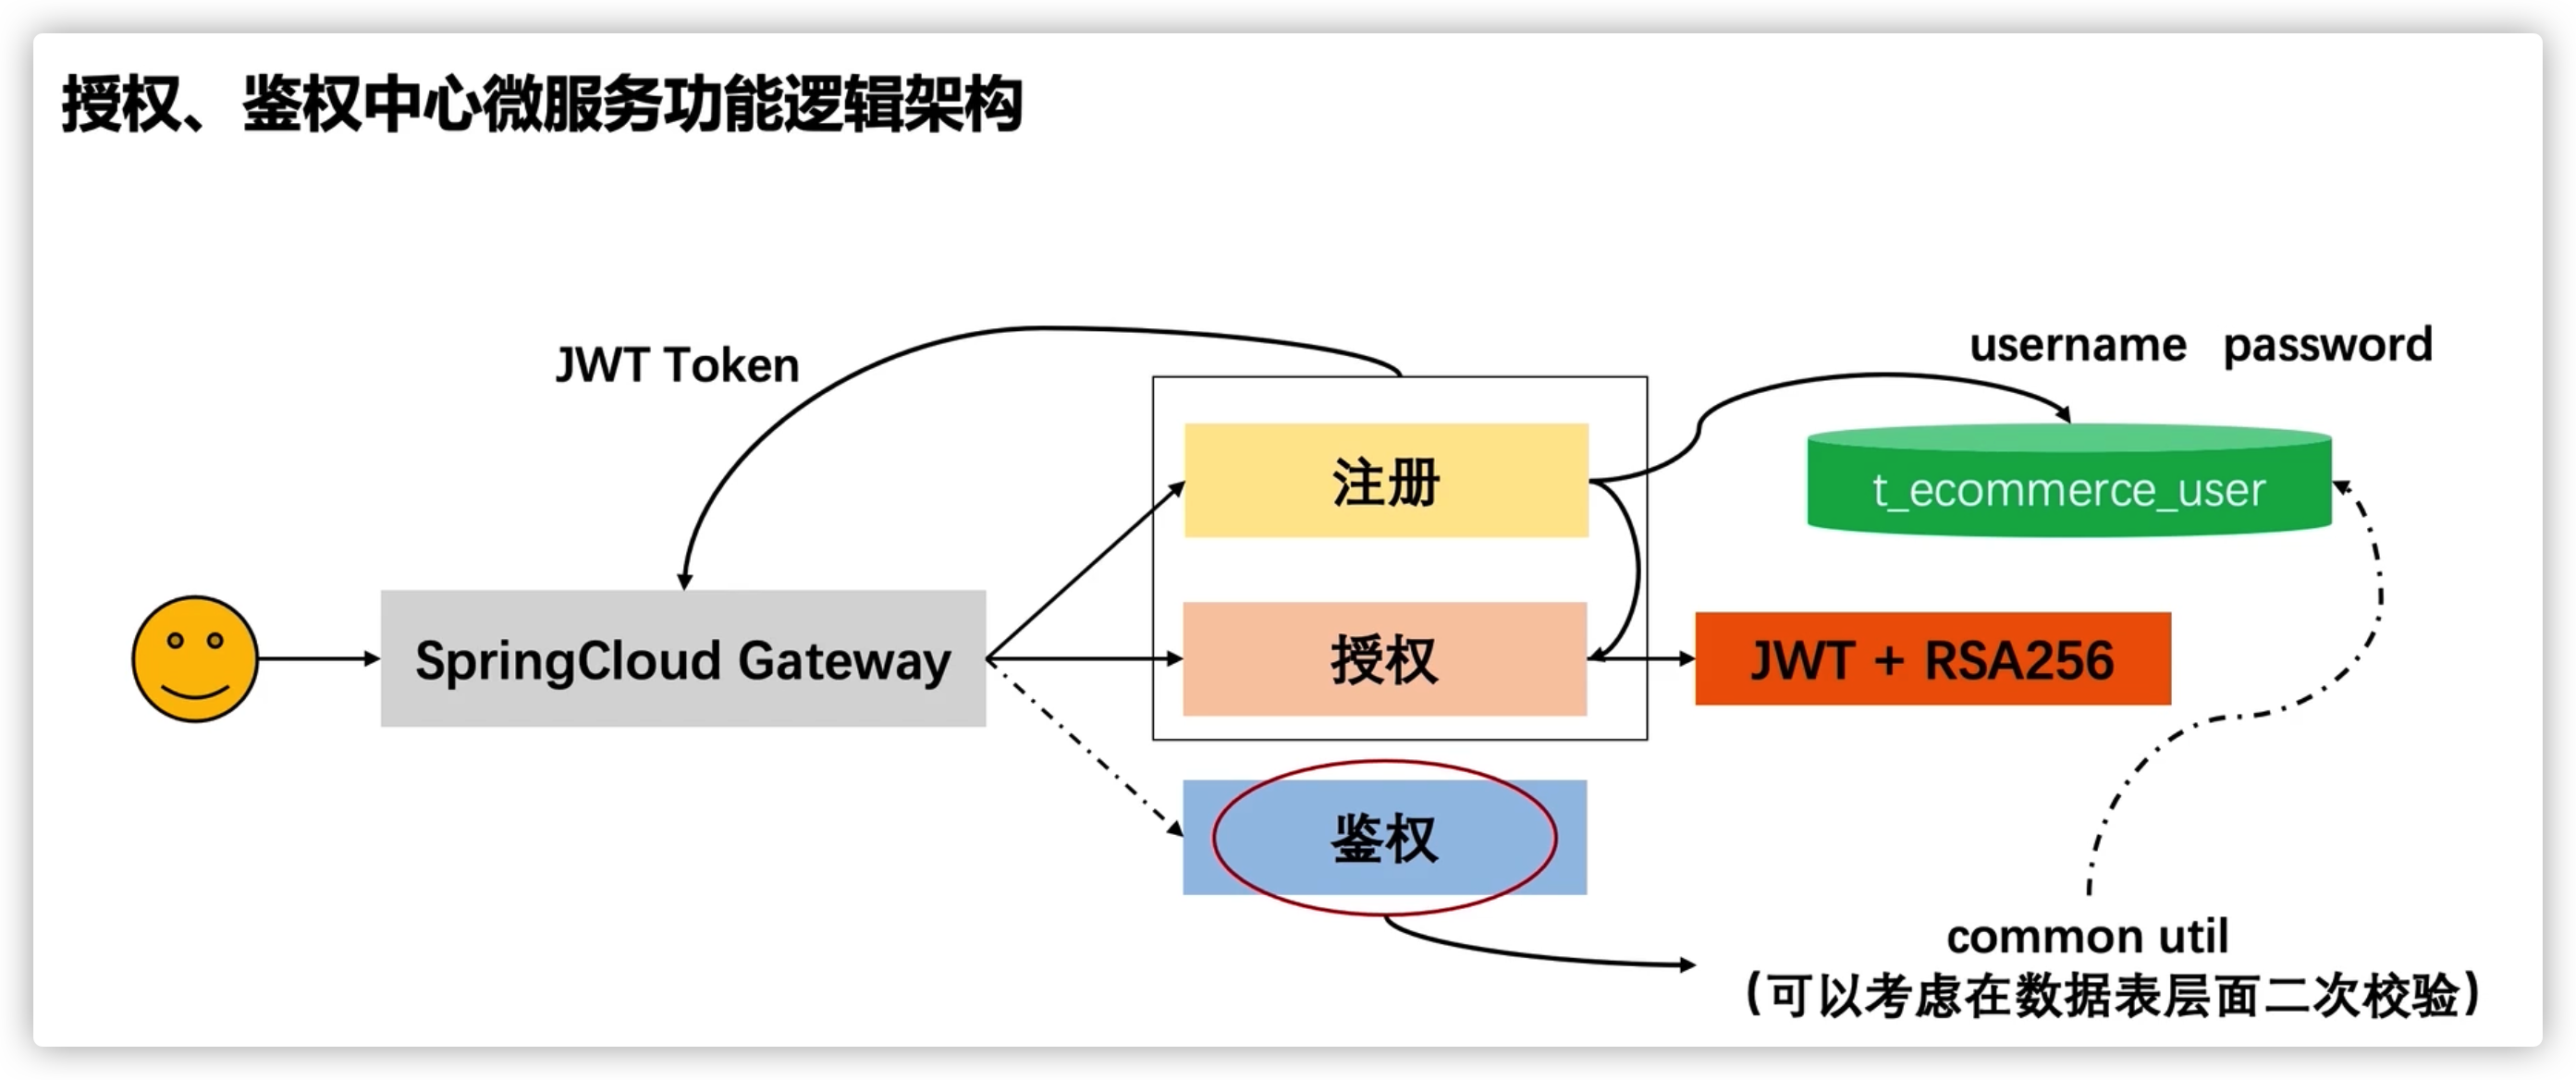 授权、鉴权中心微服务功能逻辑架构
JWT Token
username password
注册
t_ecommerce_user
SpringCloud Gateway
授权
JWT + RSA256
鉴权
common util
(可以考虑在数据表层面二次校验)